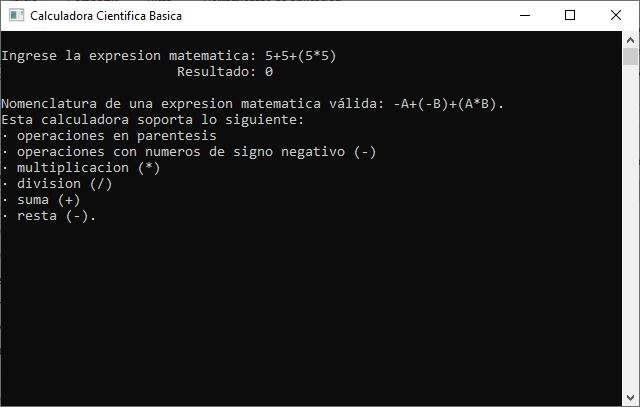 Calculadora Cientifica Basica
Ingrese la expresion matematica: 5+5+(5*5)
Resultado: 0
Nomenclatura de una expresion matematica válida: -A+(-B)+(A*B).
Esta calculadora soporta lo siguiente:
· operaciones en parentesis
· operaciones con numeros de signo negativo (-)
· multiplicacion (*)
· division (/)
· suma (+)
· resta (-).